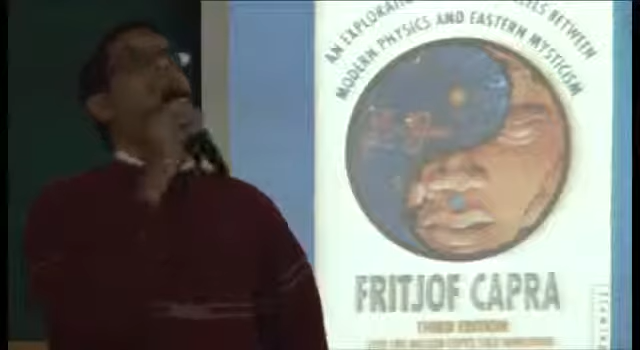 AN EXPLORATION BETWEEN
MODERN PHYSICS AND EASTERN MYSTICISM
FRITJOF CAPRA
THIRD EDITION